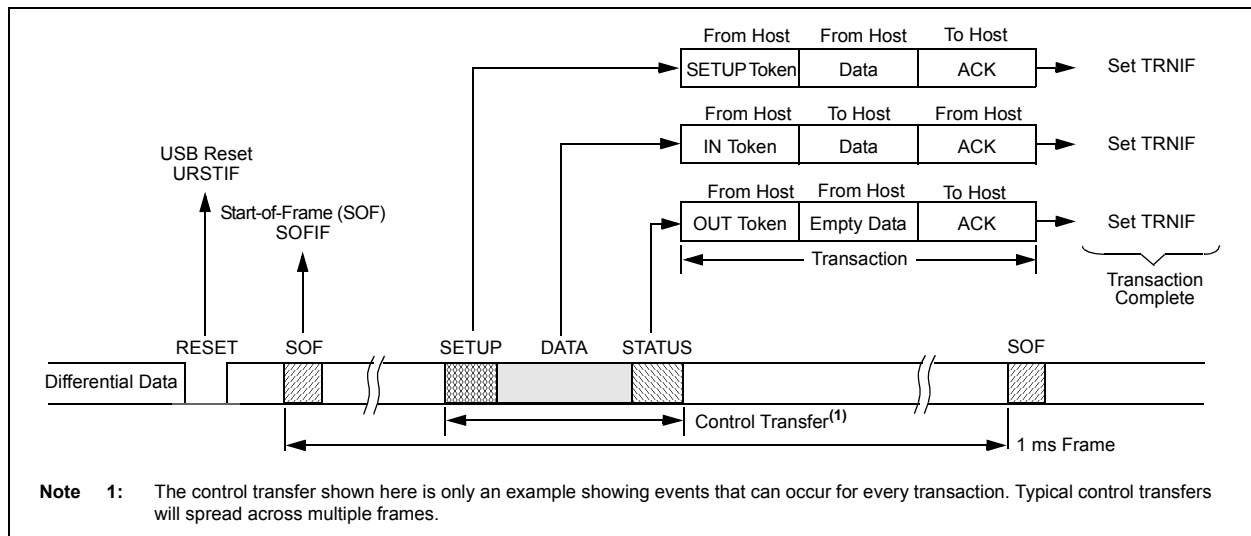 From Host From Host To Host
SETUP Token Data ACK Set TRNIF
From Host To Host From Host
IN Token Data ACK Set TRNIF
USB Reset
URSTIF
From Host From Host To Host
Start-of-Frame (SOF)
SOFIF
OUT Token Empty Data ACK Set TRNIF
Transaction
Transaction
Complete
RESET SOF SETUP DATA STATUS SOF
Differential Data
Control Transfer(1)
1 ms Frame
Note 1: The control transfer shown here is only an example showing events that can occur for every transaction. Typical control transfers
will spread across multiple frames.